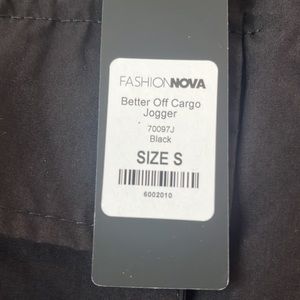 FASHIONNOVA
Better Off Cargo
Jogger
70097J
Black
SIZE S
6002010